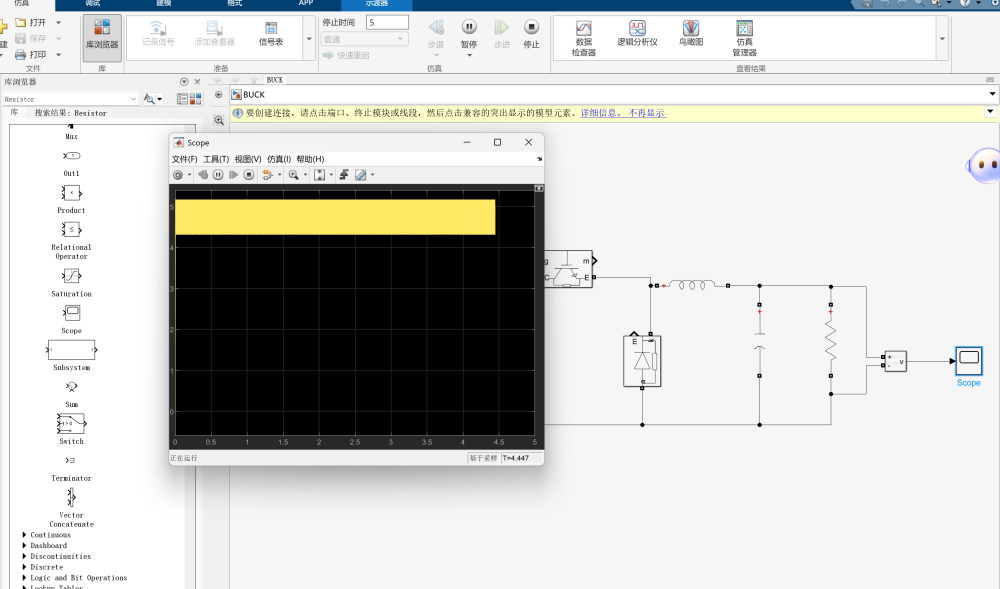 仿真 调试 建模 格式 APP 示波器
打开
保存
打印
文件
库浏览器
库
记录信号
添加查看器
信号表
准备
停止时间 5
普通
快速重启
步退
暂停
步进
停止
仿真
数据
检查器
逻辑分析仪
鸟瞰图
仿真
管理器
查看结果
库浏览器
Resistor
库 搜索结果: Resistor
Mux
1
Out1
×
Product
≤
Relational
Operator
Saturation
Scope
1 1
Subsystem
Sum
> 0
Switch
Terminator
Vector
Concatenate
Continuous
Dashboard
Discontinuities
Discrete
Logic and Bit Operations
Lookup Tables
BUCK
BUCK
要创建连接，请点击端口、终止模块或线段，然后点击兼容的突出显示的模型元素。详细信息。 不再显示
Scope
文件(F) 工具(T) 视图(V) 仿真(I) 帮助(H)
5
4
3
2
1
0
0 0.5 1 1.5 2 2.5 3 3.5 4 4.5 5
正在运行
基于采样 T=4.447
g m
C E
+
E
+
+
+
- v
Scope